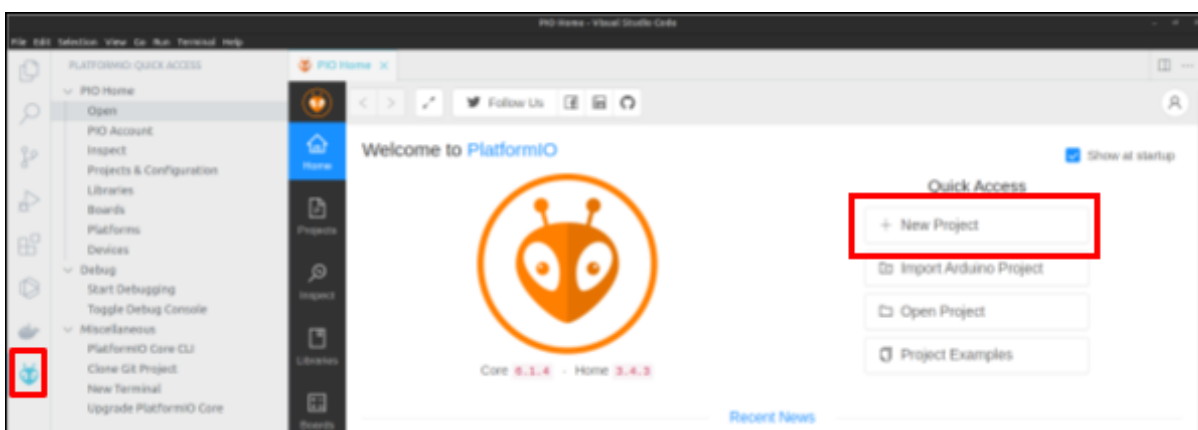 PIO Home - Visual Studio Code
File Edit Selection View Go Run Terminal Help
PLATFORMIO: QUICK ACCESS
PIO Home
Open
PIO Account
Inspect
Projects & Configuration
Libraries
Boards
Platforms
Devices
Debug
Start Debugging
Toggle Debug Console
Miscellaneous
PlatformIO Core CLI
Clone Git Project
New Terminal
Upgrade PlatformIO Core
PIO Home
Follow Us
Home
Projects
Inspect
Libraries
Boards
Welcome to PlatformIO
Show at startup
Core 6.1.4 - Home 3.4.3
Quick Access
+ New Project
Import Arduino Project
Open Project
Project Examples
Recent News